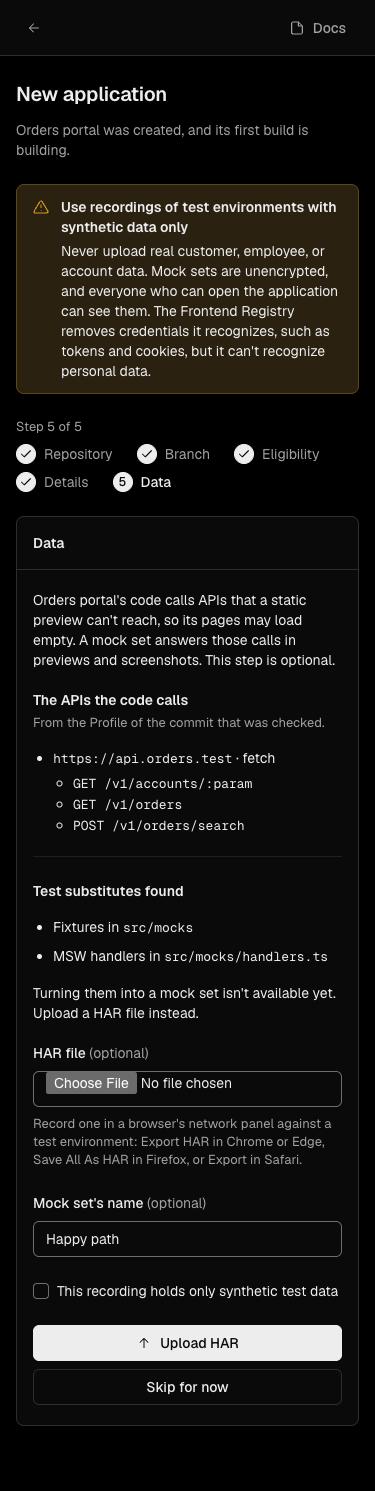 ← Docs
New application
Orders portal was created, and its first build is
building.
Use recordings of test environments with
synthetic data only
Never upload real customer, employee, or
account data. Mock sets are unencrypted,
and everyone who can open the application
can see them. The Frontend Registry
removes credentials it recognizes, such as
tokens and cookies, but it can't recognize
personal data.
Step 5 of 5
Repository Branch Eligibility
Details 5 Data
Data
Orders portal's code calls APIs that a static
preview can't reach, so its pages may load
empty. A mock set answers those calls in
previews and screenshots. This step is optional.
The APIs the code calls
From the Profile of the commit that was checked.
• https://api.orders.test · fetch
◦ GET /v1/accounts/:param
◦ GET /v1/orders
◦ POST /v1/orders/search
Test substitutes found
• Fixtures in src/mocks
• MSW handlers in src/mocks/handlers.ts
Turning them into a mock set isn't available yet.
Upload a HAR file instead.
HAR file (optional)
Choose File No file chosen
Record one in a browser's network panel against a
test environment: Export HAR in Chrome or Edge,
Save All As HAR in Firefox, or Export in Safari.
Mock set's name (optional)
Happy path
This recording holds only synthetic test data
↑ Upload HAR
Skip for now